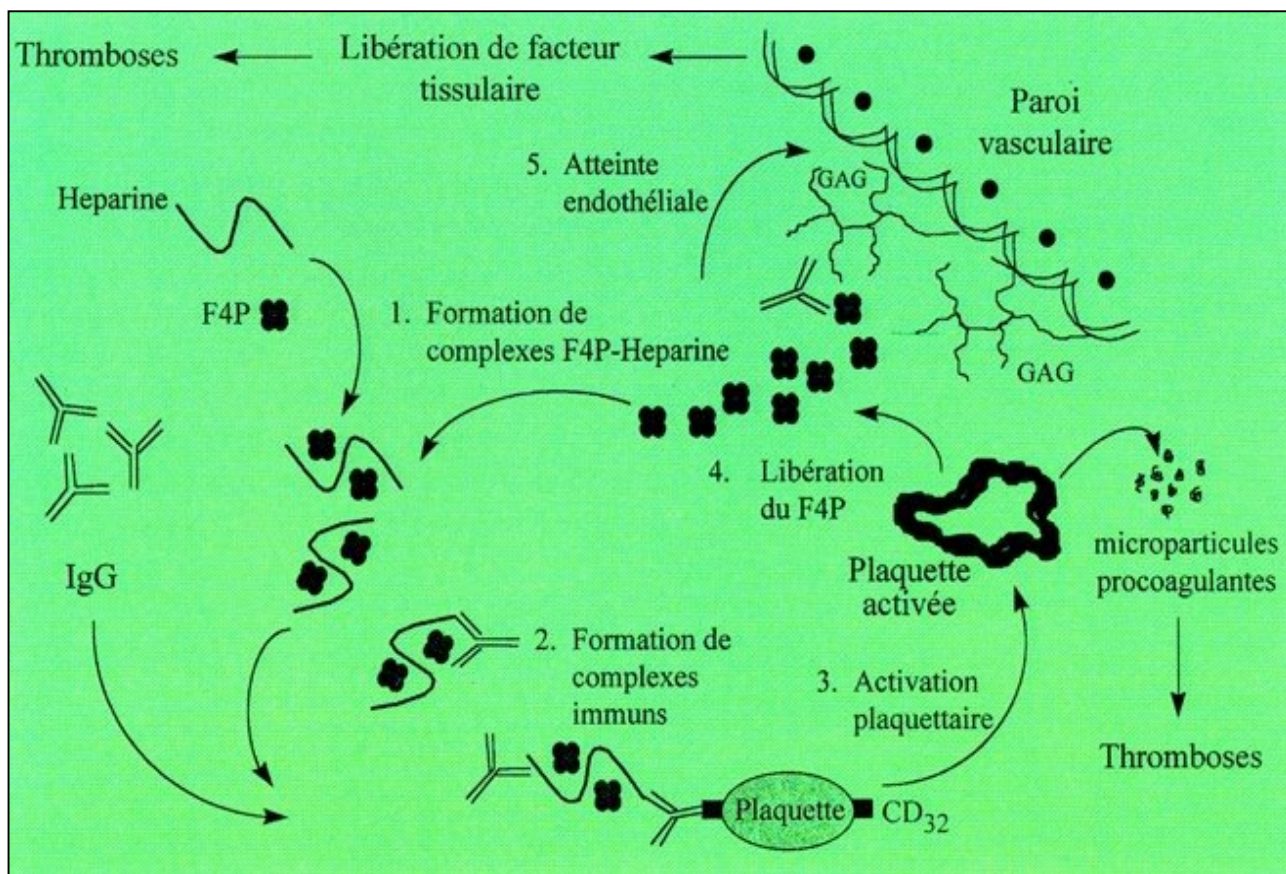 Thromboses
Libération de facteur
tissulaire
Paroi
vasculaire
5. Atteinte
endothéliale
GAG
Heparine
F4P
1. Formation de
complexes F4P-Heparine
GAG
4. Libération
du F4P
IgG
Plaquette
activée
microparticules
procoagulantes
2. Formation de
complexes
immuns
3. Activation
plaquettaire
Thromboses
Plaquette
CD32